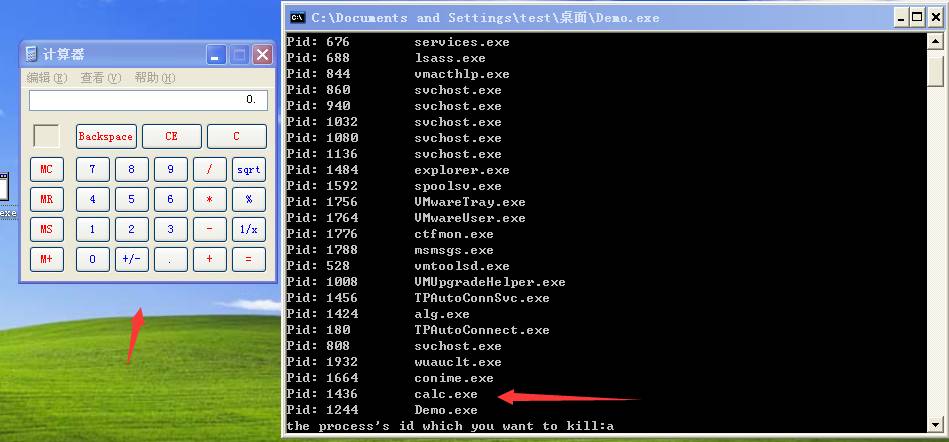 C:\Documents and Settings\test\桌面\Demo.exe
计算器
编辑(E) 查看(V) 帮助(H)
0.
Backspace CE C
MC 7 8 9 / sqrt
MR 4 5 6 * %
MS 1 2 3 - 1/x
M+ 0 +/- . + =
exe
Pid: 676 services.exe
Pid: 688 lsass.exe
Pid: 844 vmacthlp.exe
Pid: 860 svchost.exe
Pid: 940 svchost.exe
Pid: 1032 svchost.exe
Pid: 1080 svchost.exe
Pid: 1136 svchost.exe
Pid: 1484 explorer.exe
Pid: 1592 spoolsv.exe
Pid: 1756 VMwareTray.exe
Pid: 1764 VMwareUser.exe
Pid: 1776 ctfmon.exe
Pid: 1788 msmsgs.exe
Pid: 528 vmtoolsd.exe
Pid: 1008 VMUpgradeHelper.exe
Pid: 1456 TPAutoConnSvc.exe
Pid: 1424 alg.exe
Pid: 180 TPAutoConnect.exe
Pid: 808 svchost.exe
Pid: 1932 wuauclt.exe
Pid: 1664 conime.exe
Pid: 1436 calc.exe
Pid: 1244 Demo.exe
the process's id which you want to kill:a